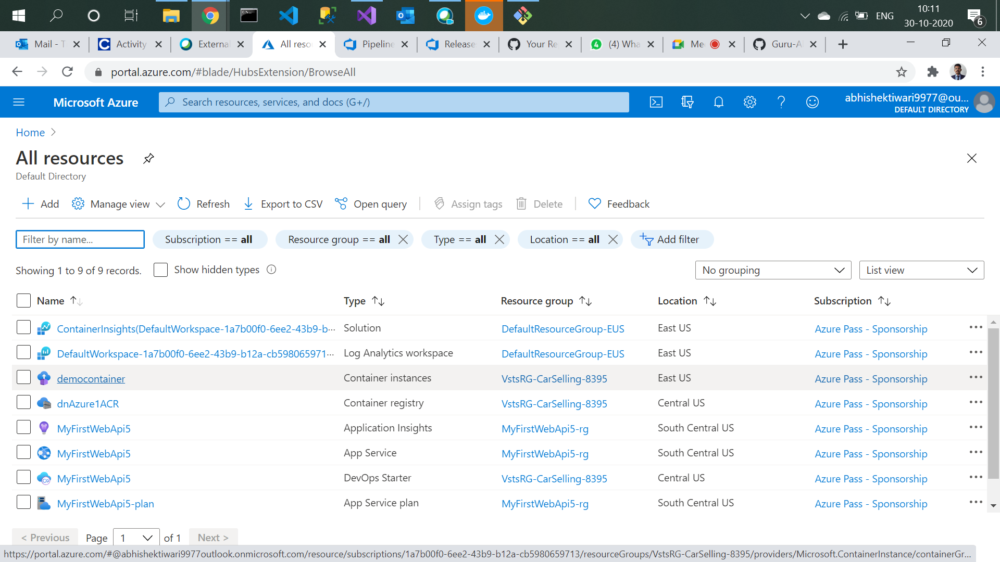 ENG
10:11
30-10-2020
6
Mail - T
Activity
External
All reso
Pipeline
Release
Your Re
4 (4) Wha
Me
Guru-A
portal.azure.com/#blade/HubsExtension/BrowseAll
Microsoft Azure
Search resources, services, and docs (G+/)
abhishektiwari9977@ou...
DEFAULT DIRECTORY
Home
All resources
Default Directory
Add
Manage view
Refresh
Export to CSV
Open query
Assign tags
Delete
Feedback
Filter by name...
Subscription == all
Resource group == all
Type == all
Location == all
Add filter
Showing 1 to 9 of 9 records.
Show hidden types
No grouping
List view
Name Type Resource group Location Subscription
ContainerInsights(DefaultWorkspace-1a7b00f0-6ee2-43b9-b... Solution DefaultResourceGroup-EUS East US Azure Pass - Sponsorship
DefaultWorkspace-1a7b00f0-6ee2-43b9-b12a-cb598065971... Log Analytics workspace DefaultResourceGroup-EUS East US Azure Pass - Sponsorship
democontainer Container instances VstsRG-CarSelling-8395 East US Azure Pass - Sponsorship
dnAzure1ACR Container registry VstsRG-CarSelling-8395 Central US Azure Pass - Sponsorship
MyFirstWebApi5 Application Insights MyFirstWebApi5-rg South Central US Azure Pass - Sponsorship
MyFirstWebApi5 App Service MyFirstWebApi5-rg South Central US Azure Pass - Sponsorship
MyFirstWebApi5 DevOps Starter VstsRG-CarSelling-8395 Central US Azure Pass - Sponsorship
MyFirstWebApi5-plan App Service plan MyFirstWebApi5-rg South Central US Azure Pass - Sponsorship
< Previous Page 1 of 1 Next >
https://portal.azure.com/#@abhishektiwari9977outlook.onmicrosoft.com/resource/subscriptions/1a7b00f0-6ee2-43b9-b12a-cb5980659713/resourceGroups/VstsRG-CarSelling-8395/providers/Microsoft.ContainerInstance/containerGr...